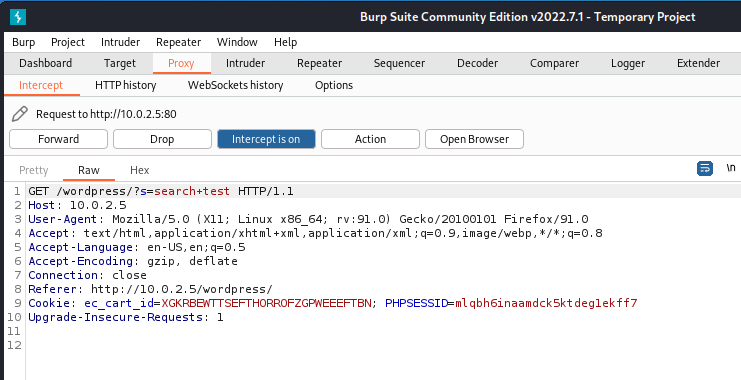 Burp Suite Community Edition v2022.7.1 - Temporary Project
Burp Project Intruder Repeater Window Help
Dashboard Target Proxy Intruder Repeater Sequencer Decoder Comparer Logger Extender
Intercept HTTP history WebSockets history Options
Request to http://10.0.2.5:80
Forward Drop Intercept is on Action Open Browser
Pretty Raw Hex \n
1 GET /wordpress/?s=search+test HTTP/1.1
2 Host: 10.0.2.5
3 User-Agent: Mozilla/5.0 (X11; Linux x86_64; rv:91.0) Gecko/20100101 Firefox/91.0
4 Accept: text/html,application/xhtml+xml,application/xml;q=0.9,image/webp,*/*;q=0.8
5 Accept-Language: en-US,en;q=0.5
6 Accept-Encoding: gzip, deflate
7 Connection: close
8 Referer: http://10.0.2.5/wordpress/
9 Cookie: ec_cart_id=XGKRBEWTTSEFTHORROFZGPWEEEFTBN; PHPSESSID=mlqbh6inaamdck5ktdeg1ekff7
10 Upgrade-Insecure-Requests: 1
11
12